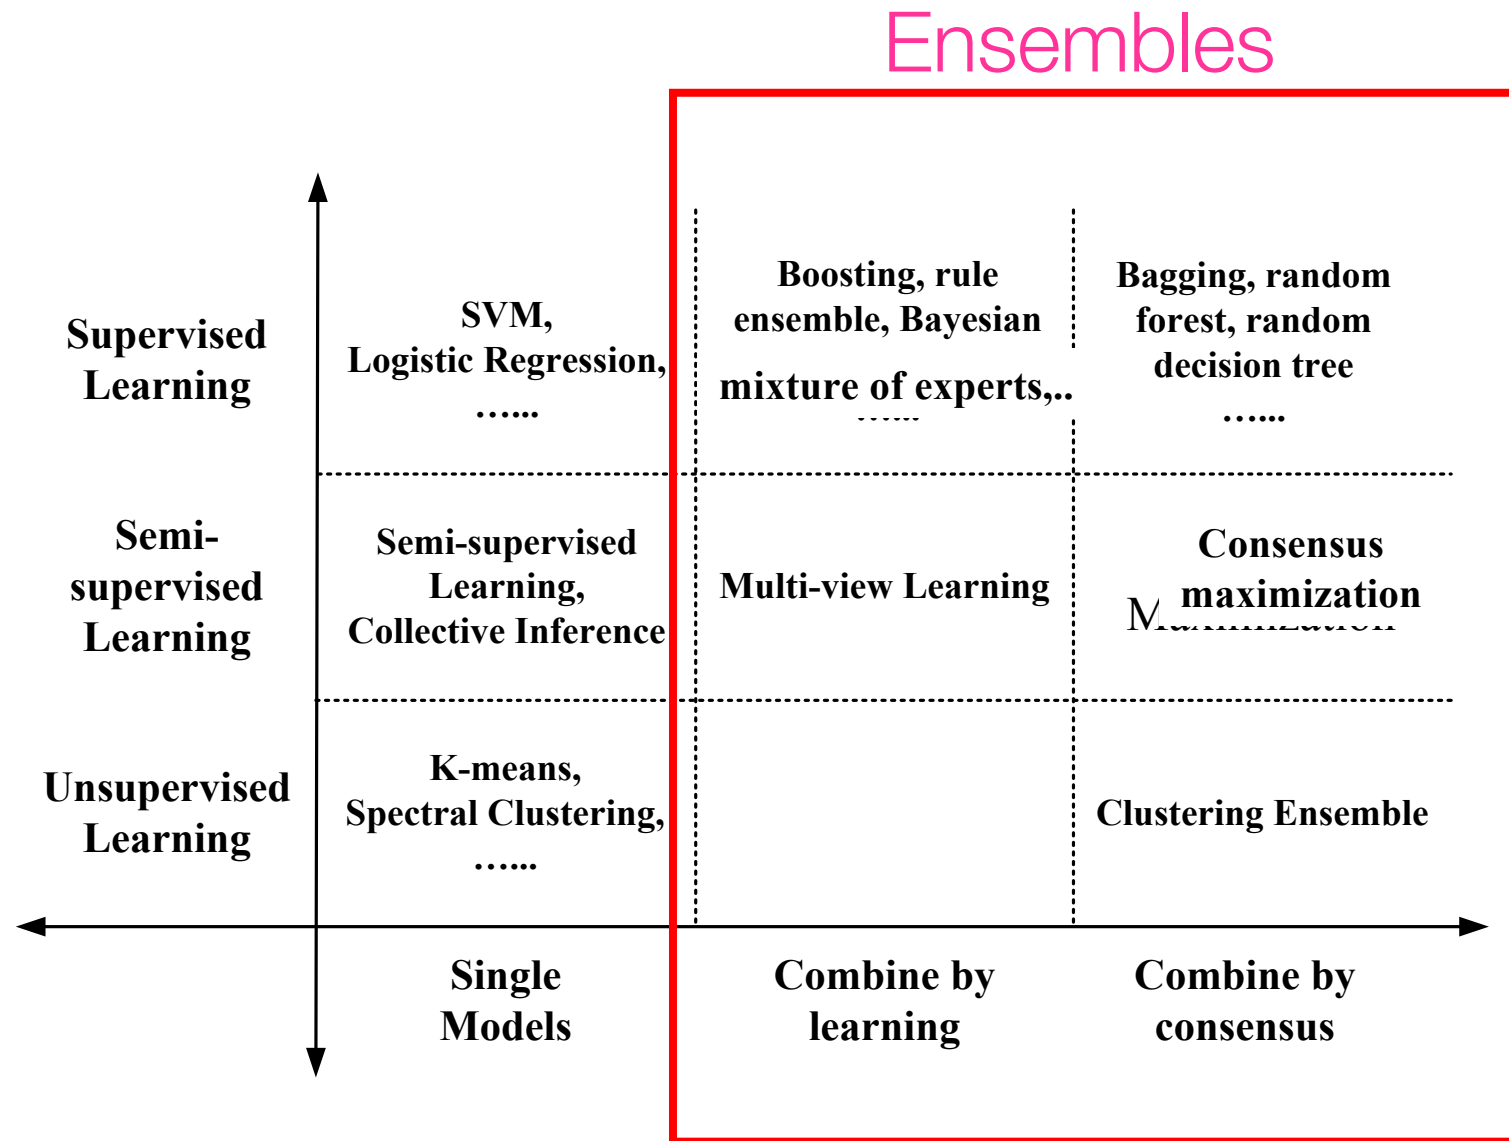 Ensembles
Supervised
Learning
SVM,
Logistic Regression,
…...
Boosting, rule
ensemble, Bayesian
mixture of experts,..
Bagging, random
forest, random
decision tree
…...
Semi-
supervised
Learning
Semi-supervised
Learning,
Collective Inference
Multi-view Learning
Consensus
maximization
Unsupervised
Learning
K-means,
Spectral Clustering,
…...
Clustering Ensemble
Single
Models
Combine by
learning
Combine by
consensus